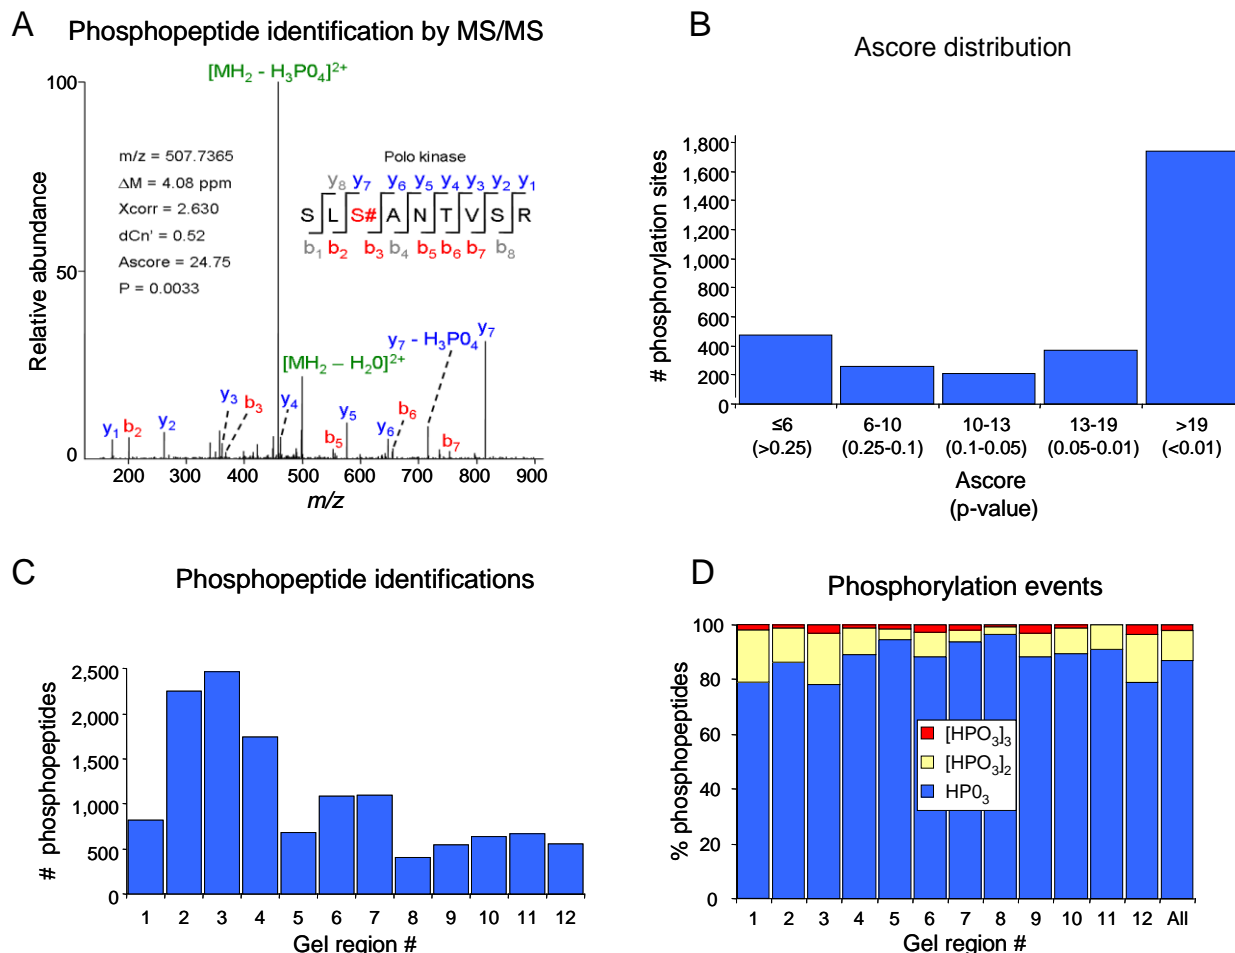 A
Phosphopeptide identification by MS/MS
[MH₂ - H₃P0₄]²⁺
100
50
0
Relative abundance
m/z = 507.7365
ΔM = 4.08 ppm
Xcorr = 2.630
dCn' = 0.52
Ascore = 24.75
P = 0.0033
Polo kinase
y₈ y₇ y₆ y₅ y₄ y₃ y₂ y₁
S L S# A N T V S R
b₁ b₂ b₃ b₄ b₅ b₆ b₇ b₈
y₇ - H₃P0₄
y₇
[MH₂ – H₂0]²⁺
y₁ b₂ y₂ y₃ b₃ y₄ b₅ y₅ y₆ b₆ b₇
200 300 400 500 600 700 800 900
m/z
B
Ascore distribution
# phosphorylation sites
1,800
1,600
1,400
1,200
1,000
800
600
400
200
0
≤6 6-10 10-13 13-19 >19
(>0.25) (0.25-0.1) (0.1-0.05) (0.05-0.01) (<0.01)
Ascore
(p-value)
C
Phosphopeptide identifications
# phosphopeptides
2,500
2,000
1,500
1,000
500
0
1 2 3 4 5 6 7 8 9 10 11 12
Gel region #
D
Phosphorylation events
% phosphopeptides
100
80
60
40
20
0
[HPO₃]₃
[HPO₃]₂
HP0₃
1 2 3 4 5 6 7 8 9 10 11 12 All
Gel region #